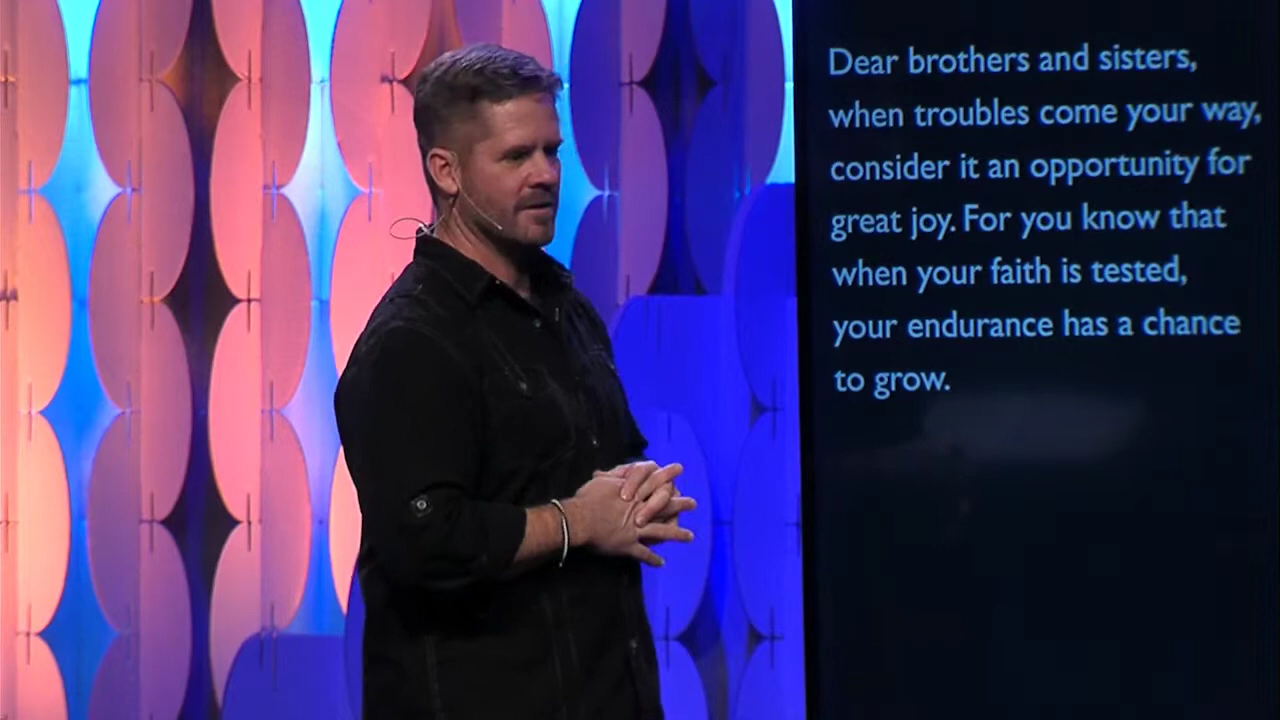 Dear brothers and sisters,
when troubles come your way,
consider it an opportunity for
great joy. For you know that
when your faith is tested,
your endurance has a chance
to grow.